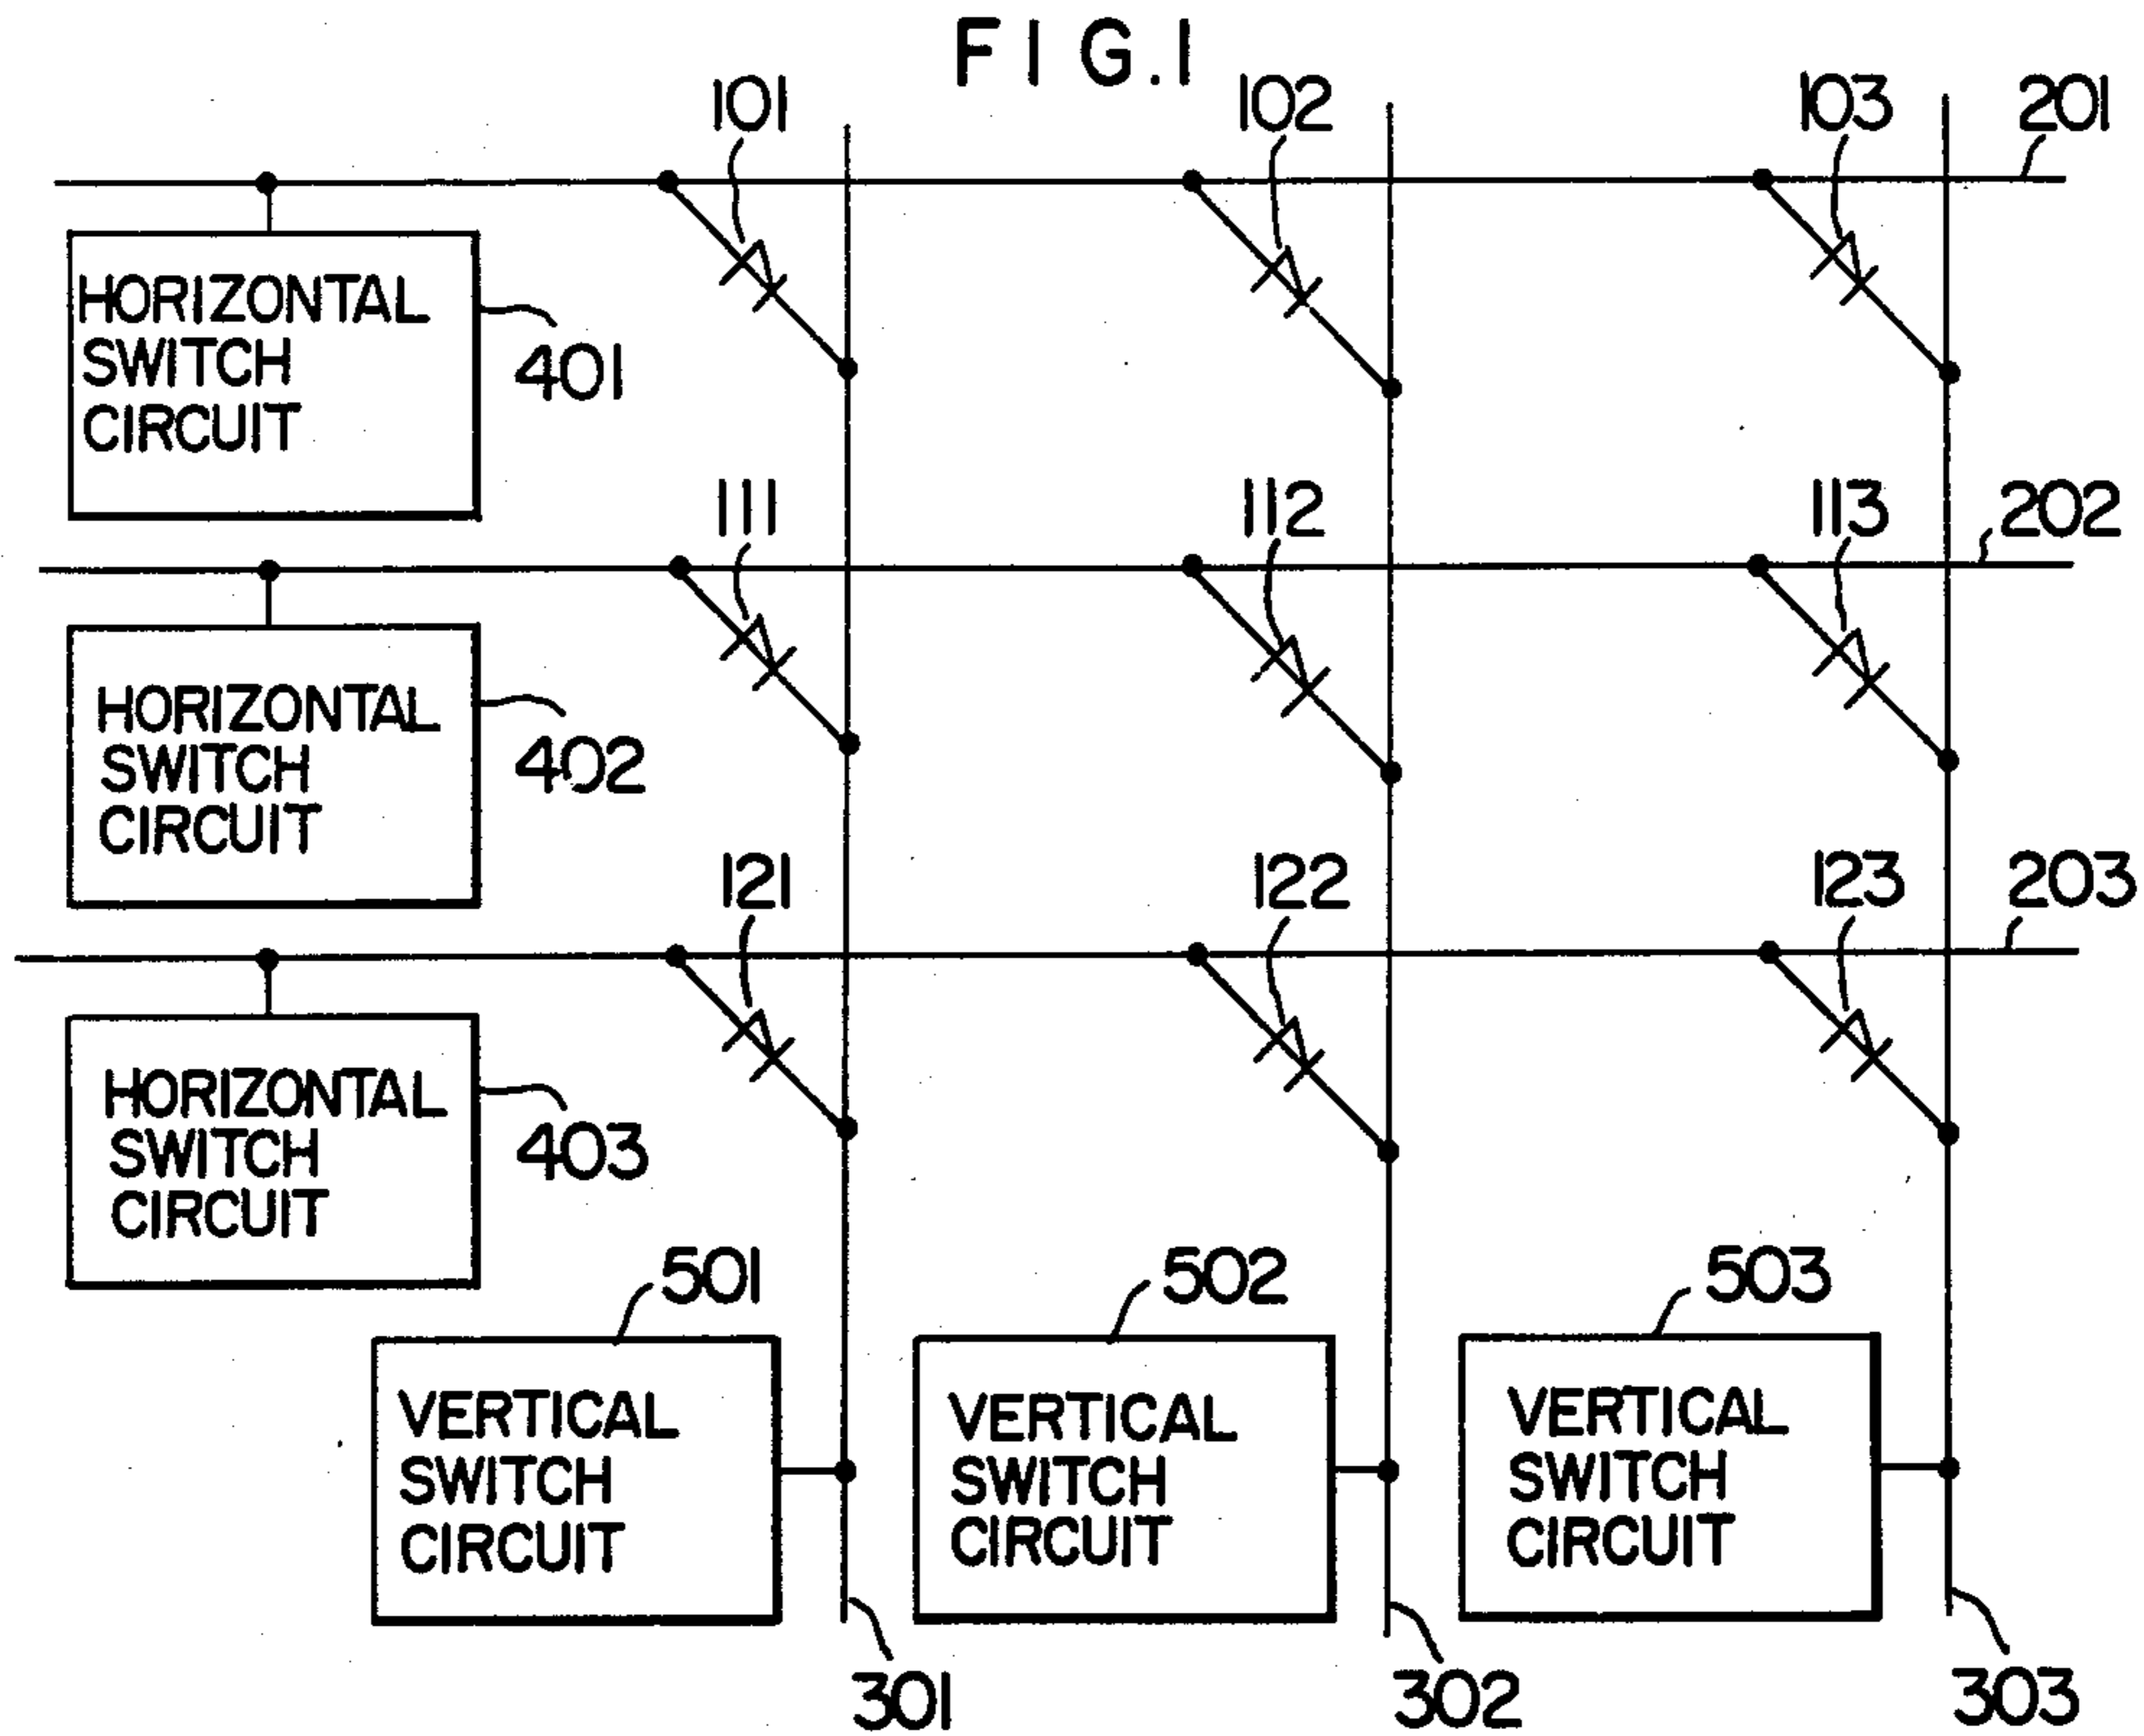 FIG.1
101
102
103
201
HORIZONTAL
SWITCH
CIRCUIT
401
111
112
113
202
HORIZONTAL
SWITCH
CIRCUIT
402
121
122
123
203
HORIZONTAL
SWITCH
CIRCUIT
403
501
502
503
VERTICAL
SWITCH
CIRCUIT
VERTICAL
SWITCH
CIRCUIT
VERTICAL
SWITCH
CIRCUIT
301
302
303